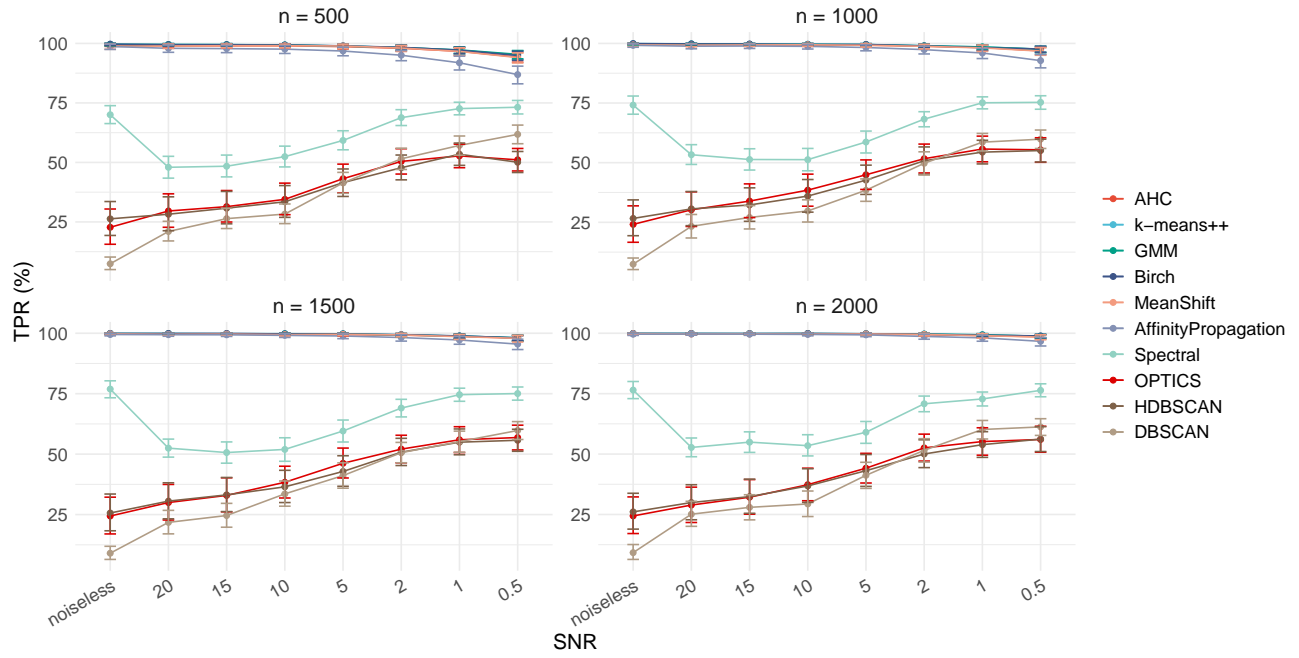 n = 500
n = 1000
100
75
50
25
100
75
50
25
n = 1500
n = 2000
100
75
50
25
100
75
50
25
noiseless
20
15
10
5
2
1
0.5
noiseless
20
15
10
5
2
1
0.5
TPR (%)
SNR
AHC
k−means++
GMM
Birch
MeanShift
AffinityPropagation
Spectral
OPTICS
HDBSCAN
DBSCAN